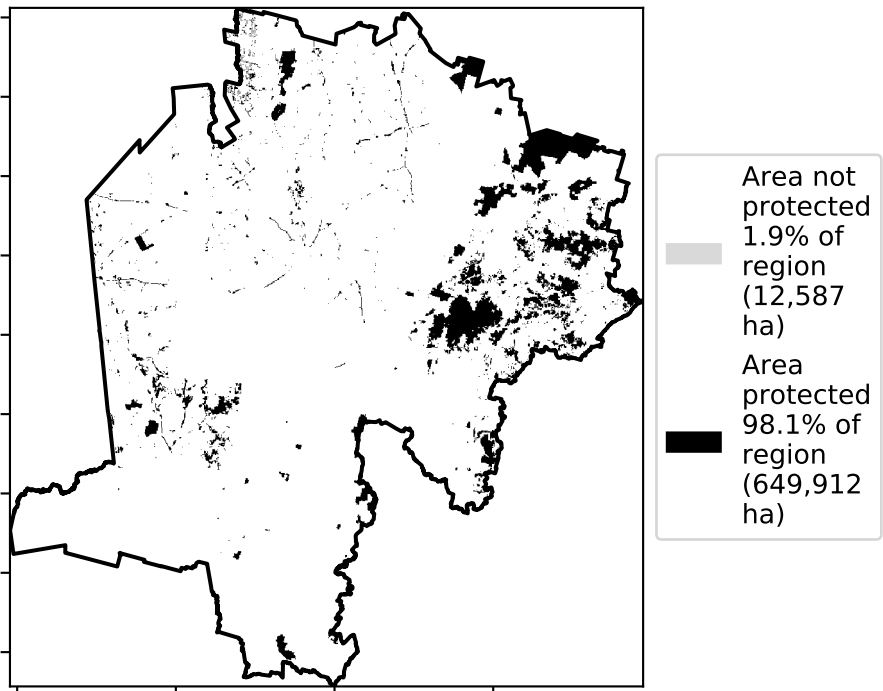 Area not
protected
1.9% of
region
(12,587
ha)
Area
protected
98.1% of
region
(649,912
ha)